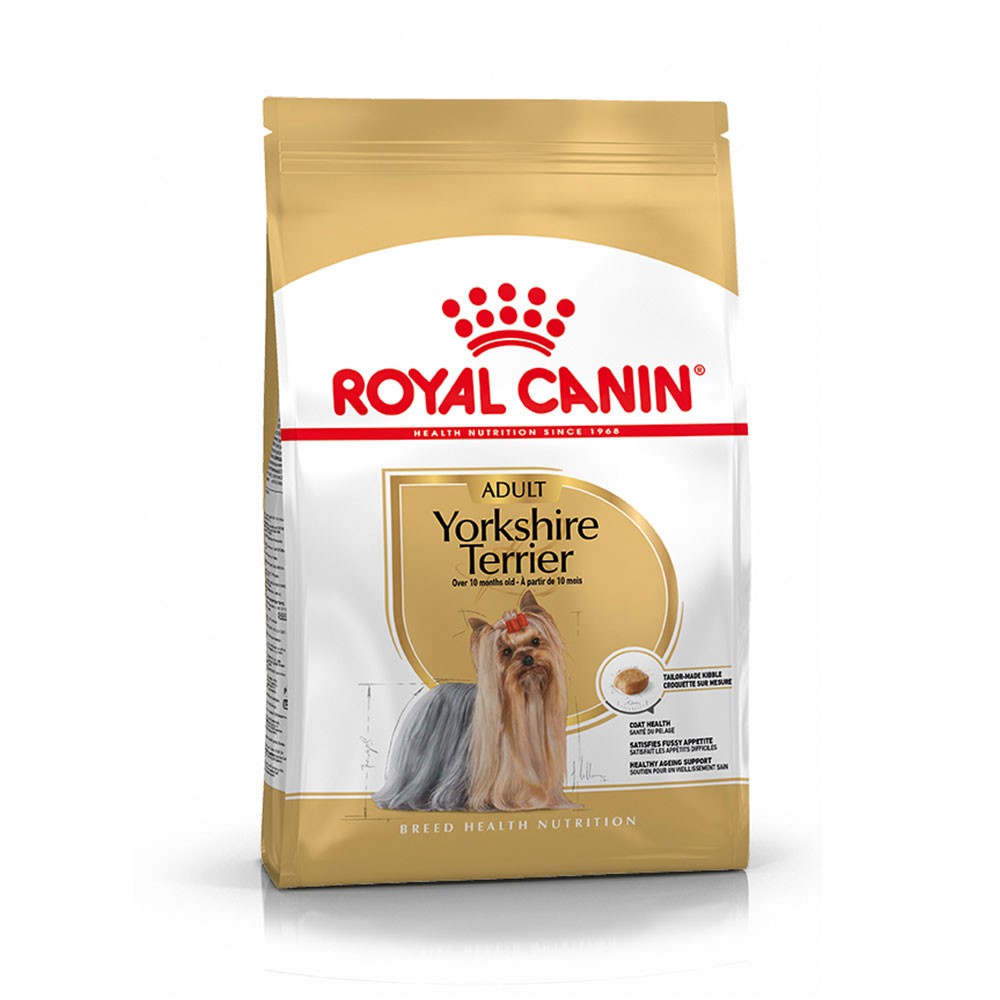 ROYAL CANIN®
HEALTH NUTRITION SINCE 1968
ADULT
Yorkshire
Terrier
Over 10 months old - À partir de 10 mois
TAILOR-MADE KIBBLE
CROQUETTE SUR MESURE
COAT HEALTH
SANTÉ DU PELAGE
SATISFIES FUSSY APPETITE
SATISFAIT LES APPÉTITS DIFFICILES
HEALTHY AGEING SUPPORT
SOUTIEN POUR UN VIEILLISSEMENT SAIN
BREED HEALTH NUTRITION